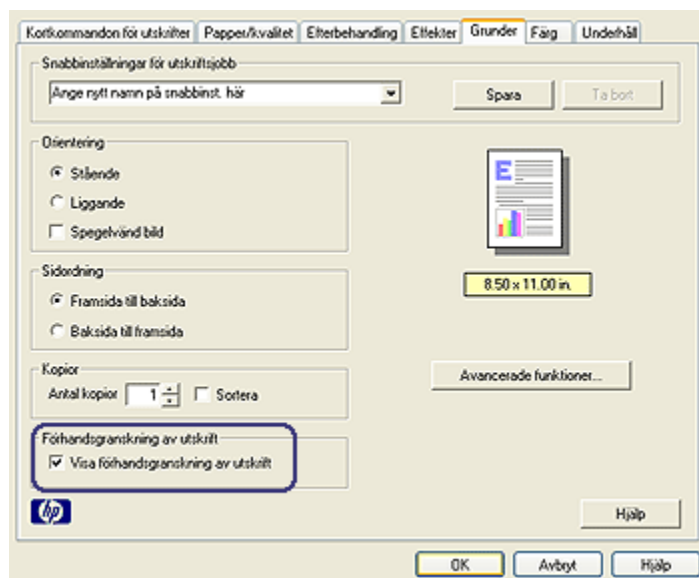 Kortkommandon för utskrifter Papper/kvalitet Efterbehandling Effekter Grunder Färg Underhåll
Snabbinställningar för utskriftsjobb
Ange nytt namn på snabbinst. här
Spara
Ta bort
Orientering
Stående
Liggande
Spegelvänd bild
E
8.50 x 11.00 in.
Sidordning
Framsida till baksida
Baksida till framsida
Kopior
Antal kopior 1 Sortera
Avancerade funktioner...
Förhandsgranskning av utskrift
Visa förhandsgranskning av utskrift
hp
Hjälp
OK Avbryt Hjälp